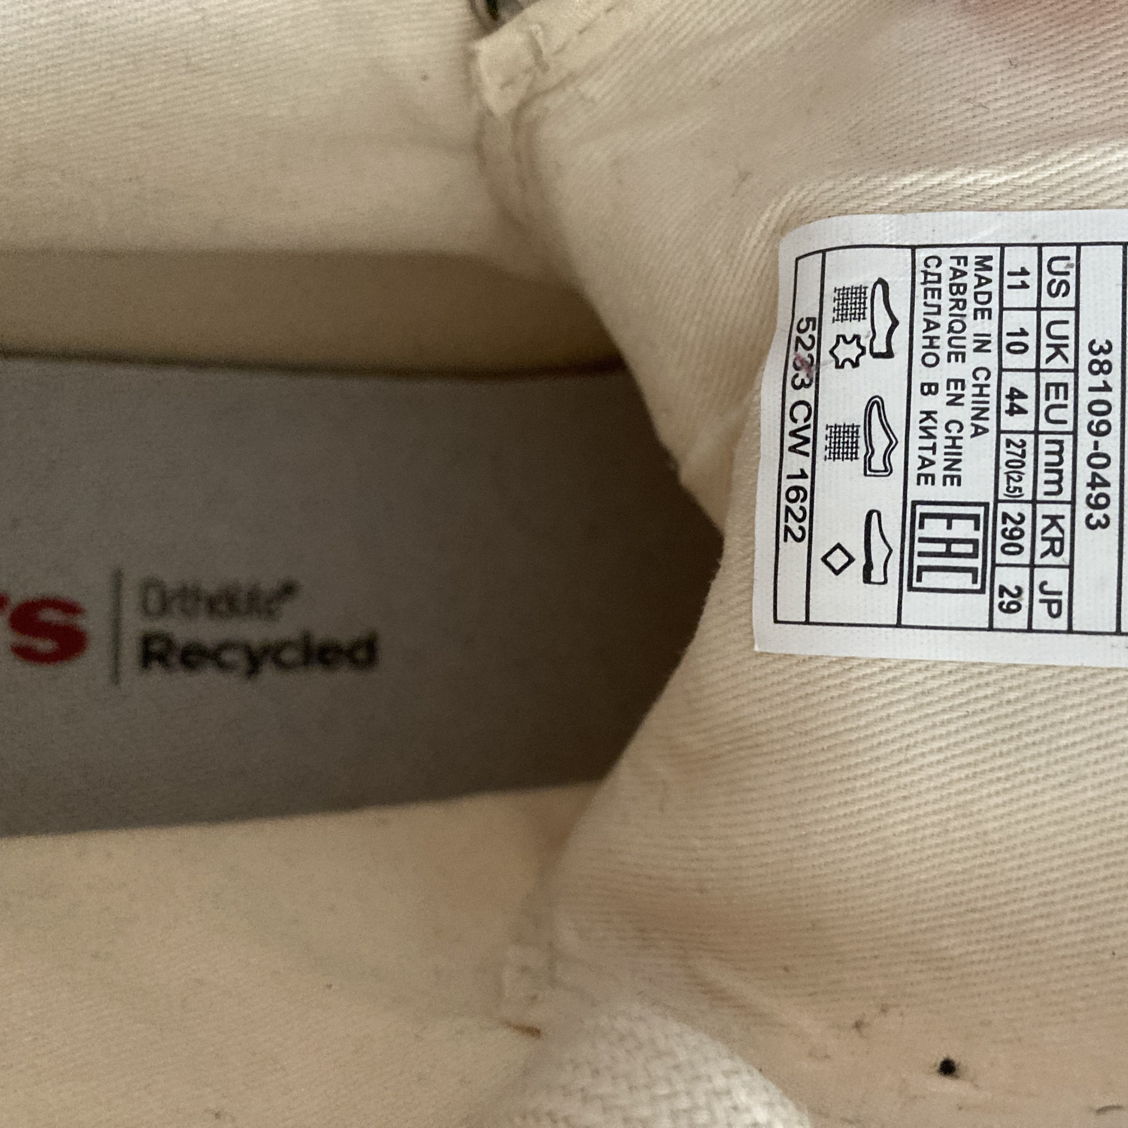 38109-0493
US UK EU mm KR JP
11 10 44 270(2.5) 290 29
MADE IN CHINA
FABRIQUE EN CHINE
СДЕЛАНО В КИТАЕ
EAC
CW 1622
'S
Ortholite®
Recycled